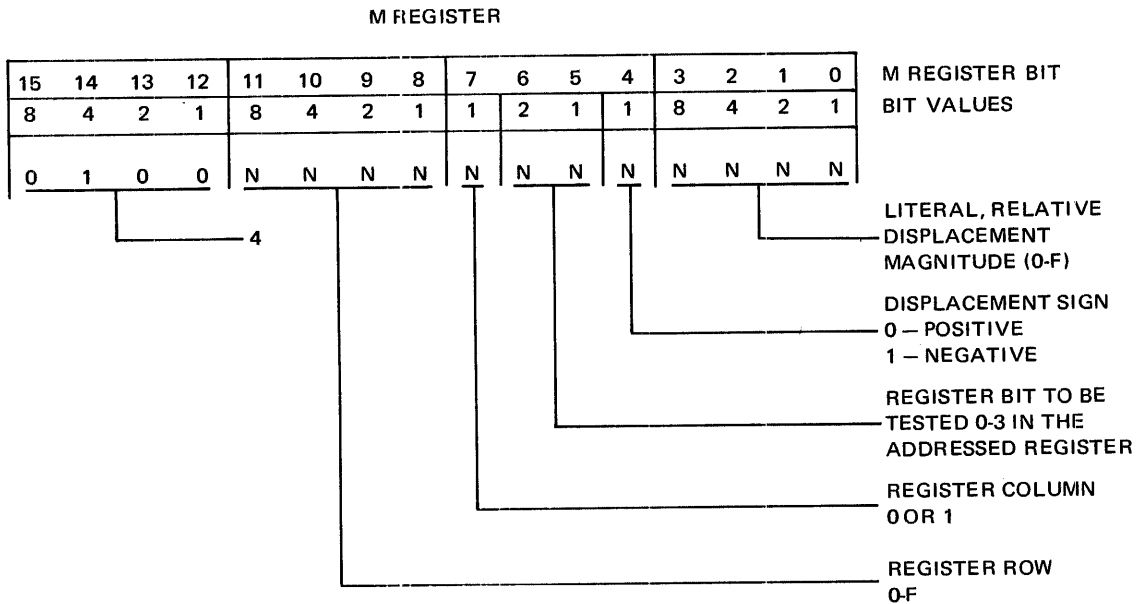 M REGISTER
15 14 13 12 11 10 9 8 7 6 5 4 3 2 1 0 M REGISTER BIT
8 4 2 1 8 4 2 1 1 2 1 1 8 4 2 1 BIT VALUES
0 1 0 0 N N N N N N N N N N N N
4
LITERAL, RELATIVE
DISPLACEMENT
MAGNITUDE (0-F)
DISPLACEMENT SIGN
0 – POSITIVE
1 – NEGATIVE
REGISTER BIT TO BE
TESTED 0-3 IN THE
ADDRESSED REGISTER
REGISTER COLUMN
0 OR 1
REGISTER ROW
0-F